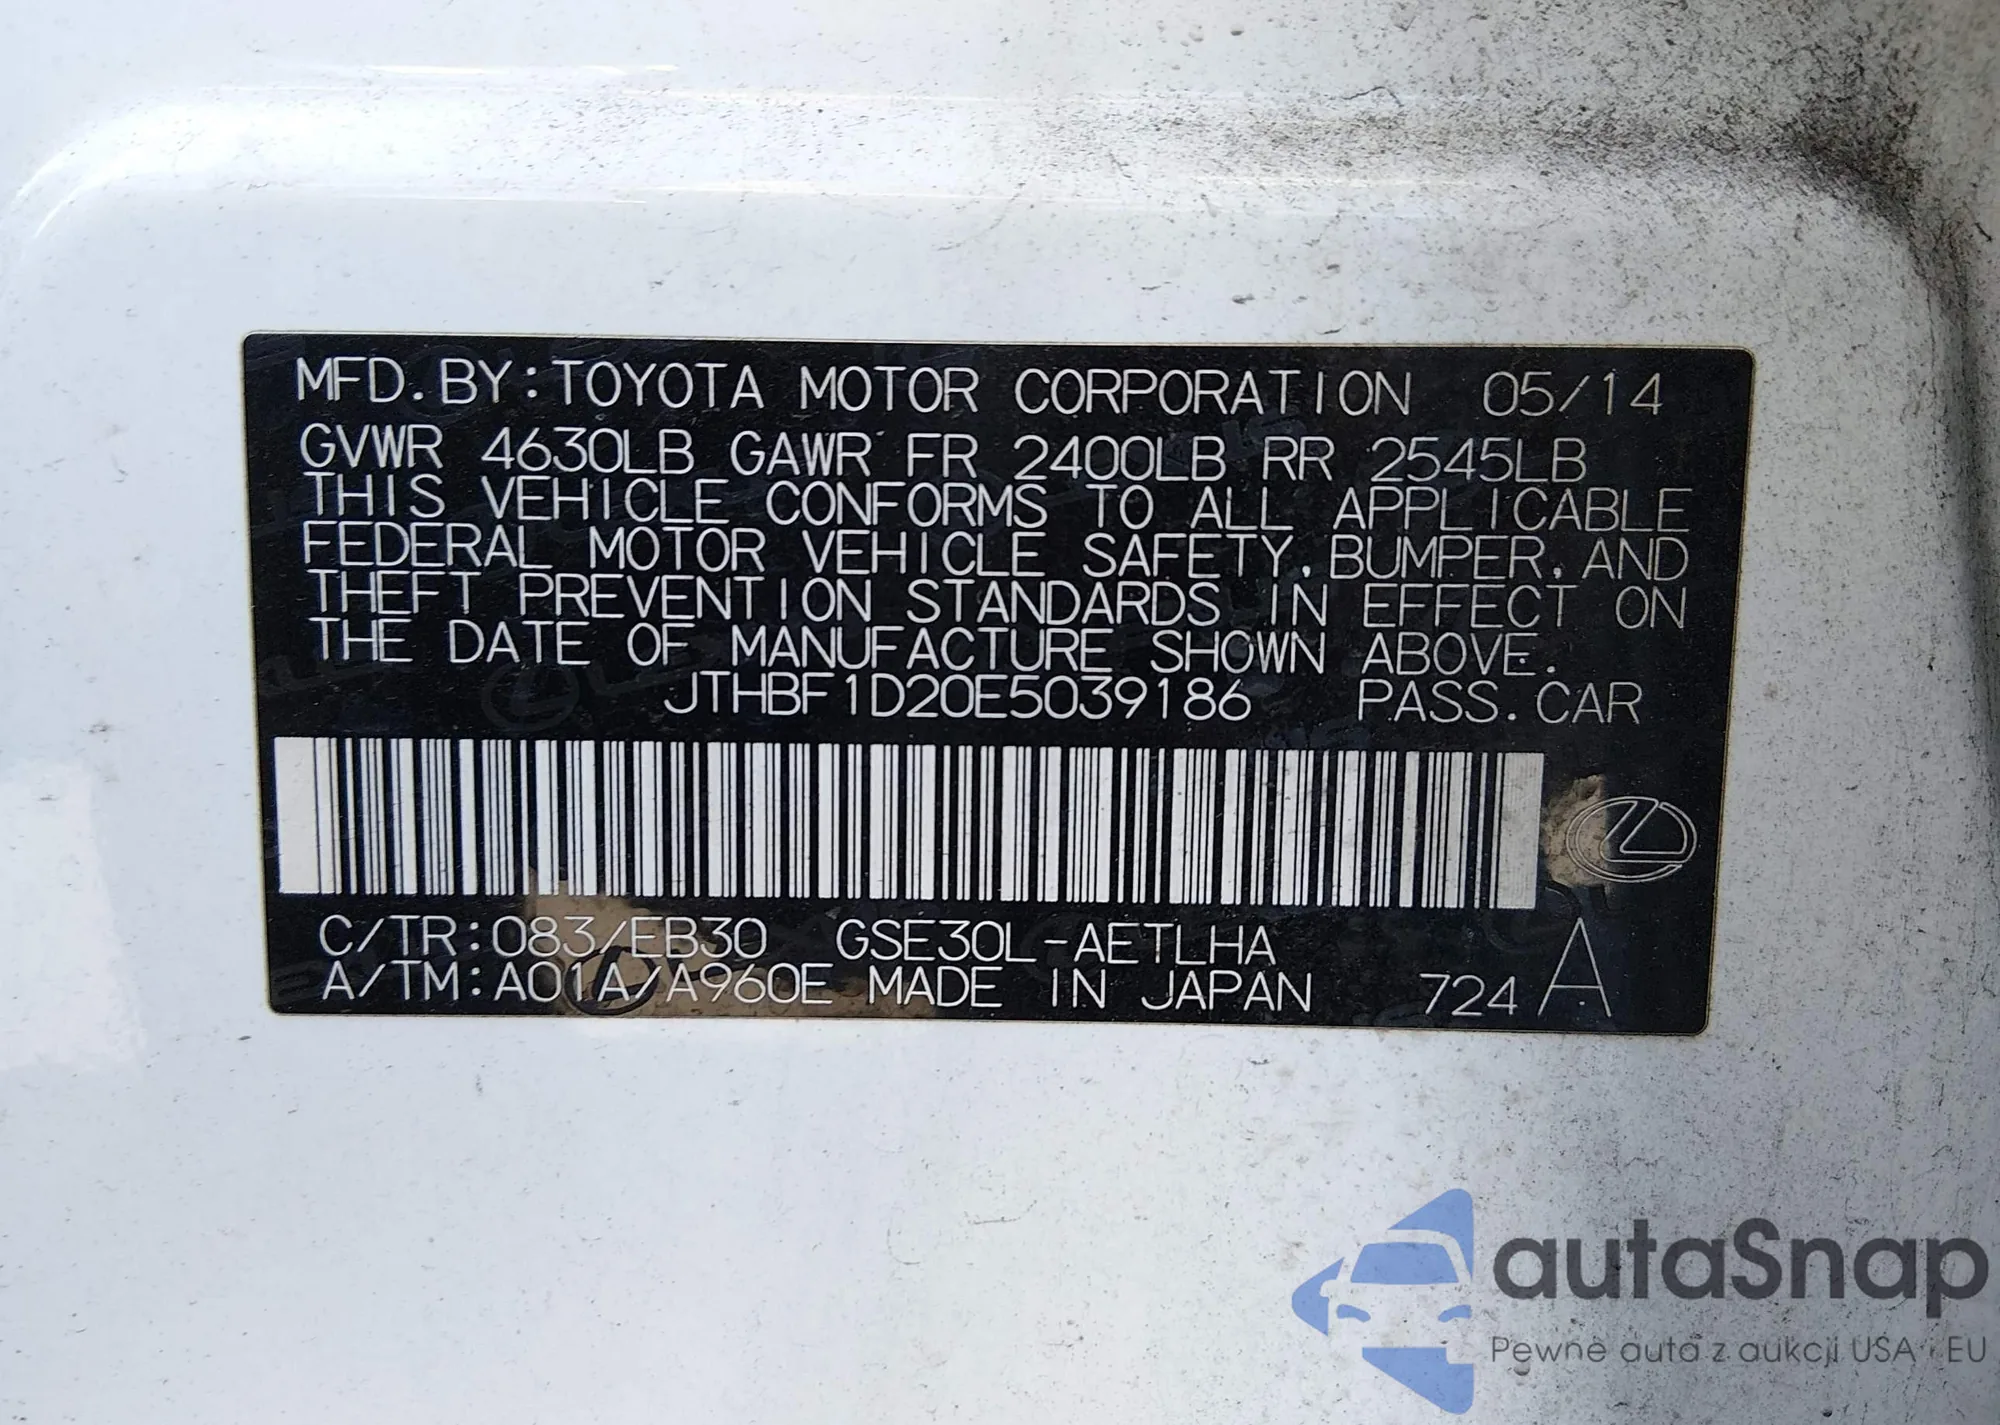 MFD. BY: TOYOTA MOTOR CORPORATION 05/14
GVWR 4630LB GAWR FR 2400LB RR 2545LB
THIS VEHICLE CONFORMS TO ALL APPLICABLE
FEDERAL MOTOR VEHICLE SAFETY, BUMPER, AND
THEFT PREVENTION STANDARDS IN EFFECT ON
THE DATE OF MANUFACTURE SHOWN ABOVE.
JTHBF1D20E5039186 PASS. CAR
C/TR: 083/EB30 GSE30L-AETLHA
A/TM: A01A/A960E MADE IN JAPAN 724 A
autaSnap
Pewne auta z aukcji USA i EU